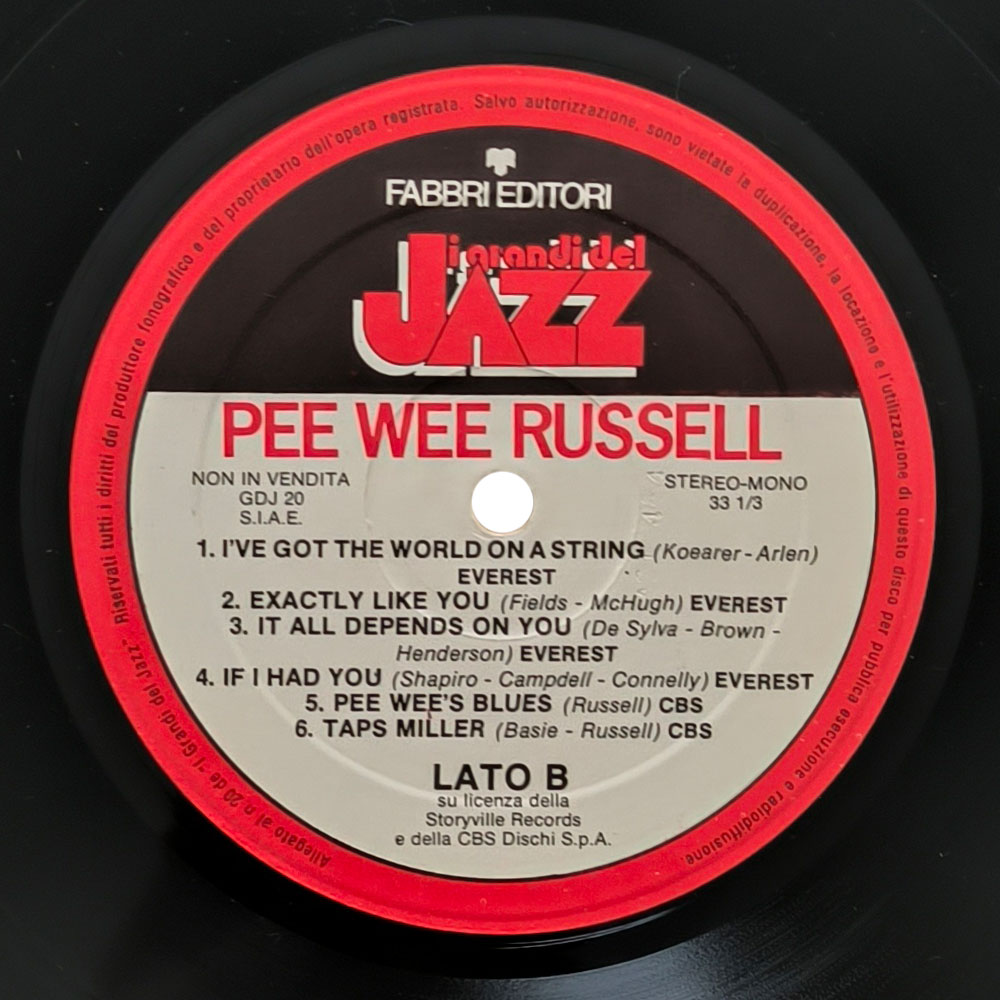 Allegato al n. 20 de "I Grandi del Jazz" Riservati tutti i diritti del produttore fonografico e del proprietario dell'opera registrata. Salvo autorizzazione, sono vietate la duplicazione, la locazione e l'utilizzazione di questo disco per pubblica esecuzione e radiodiffusione.
FABBRI EDITORI
i grandi del
JAZZ
PEE WEE RUSSELL
NON IN VENDITA
GDJ 20
S.I.A.E.
STEREO-MONO
33 1/3
1. I'VE GOT THE WORLD ON A STRING (Koearer - Arlen)
EVEREST
2. EXACTLY LIKE YOU (Fields - McHugh) EVEREST
3. IT ALL DEPENDS ON YOU (De Sylva - Brown -
Henderson) EVEREST
4. IF I HAD YOU (Shapiro - Campdell - Connelly) EVEREST
5. PEE WEE'S BLUES (Russell) CBS
6. TAPS MILLER (Basie - Russell) CBS
LATO B
su licenza della
Storyville Records
e della CBS Dischi S.p.A.